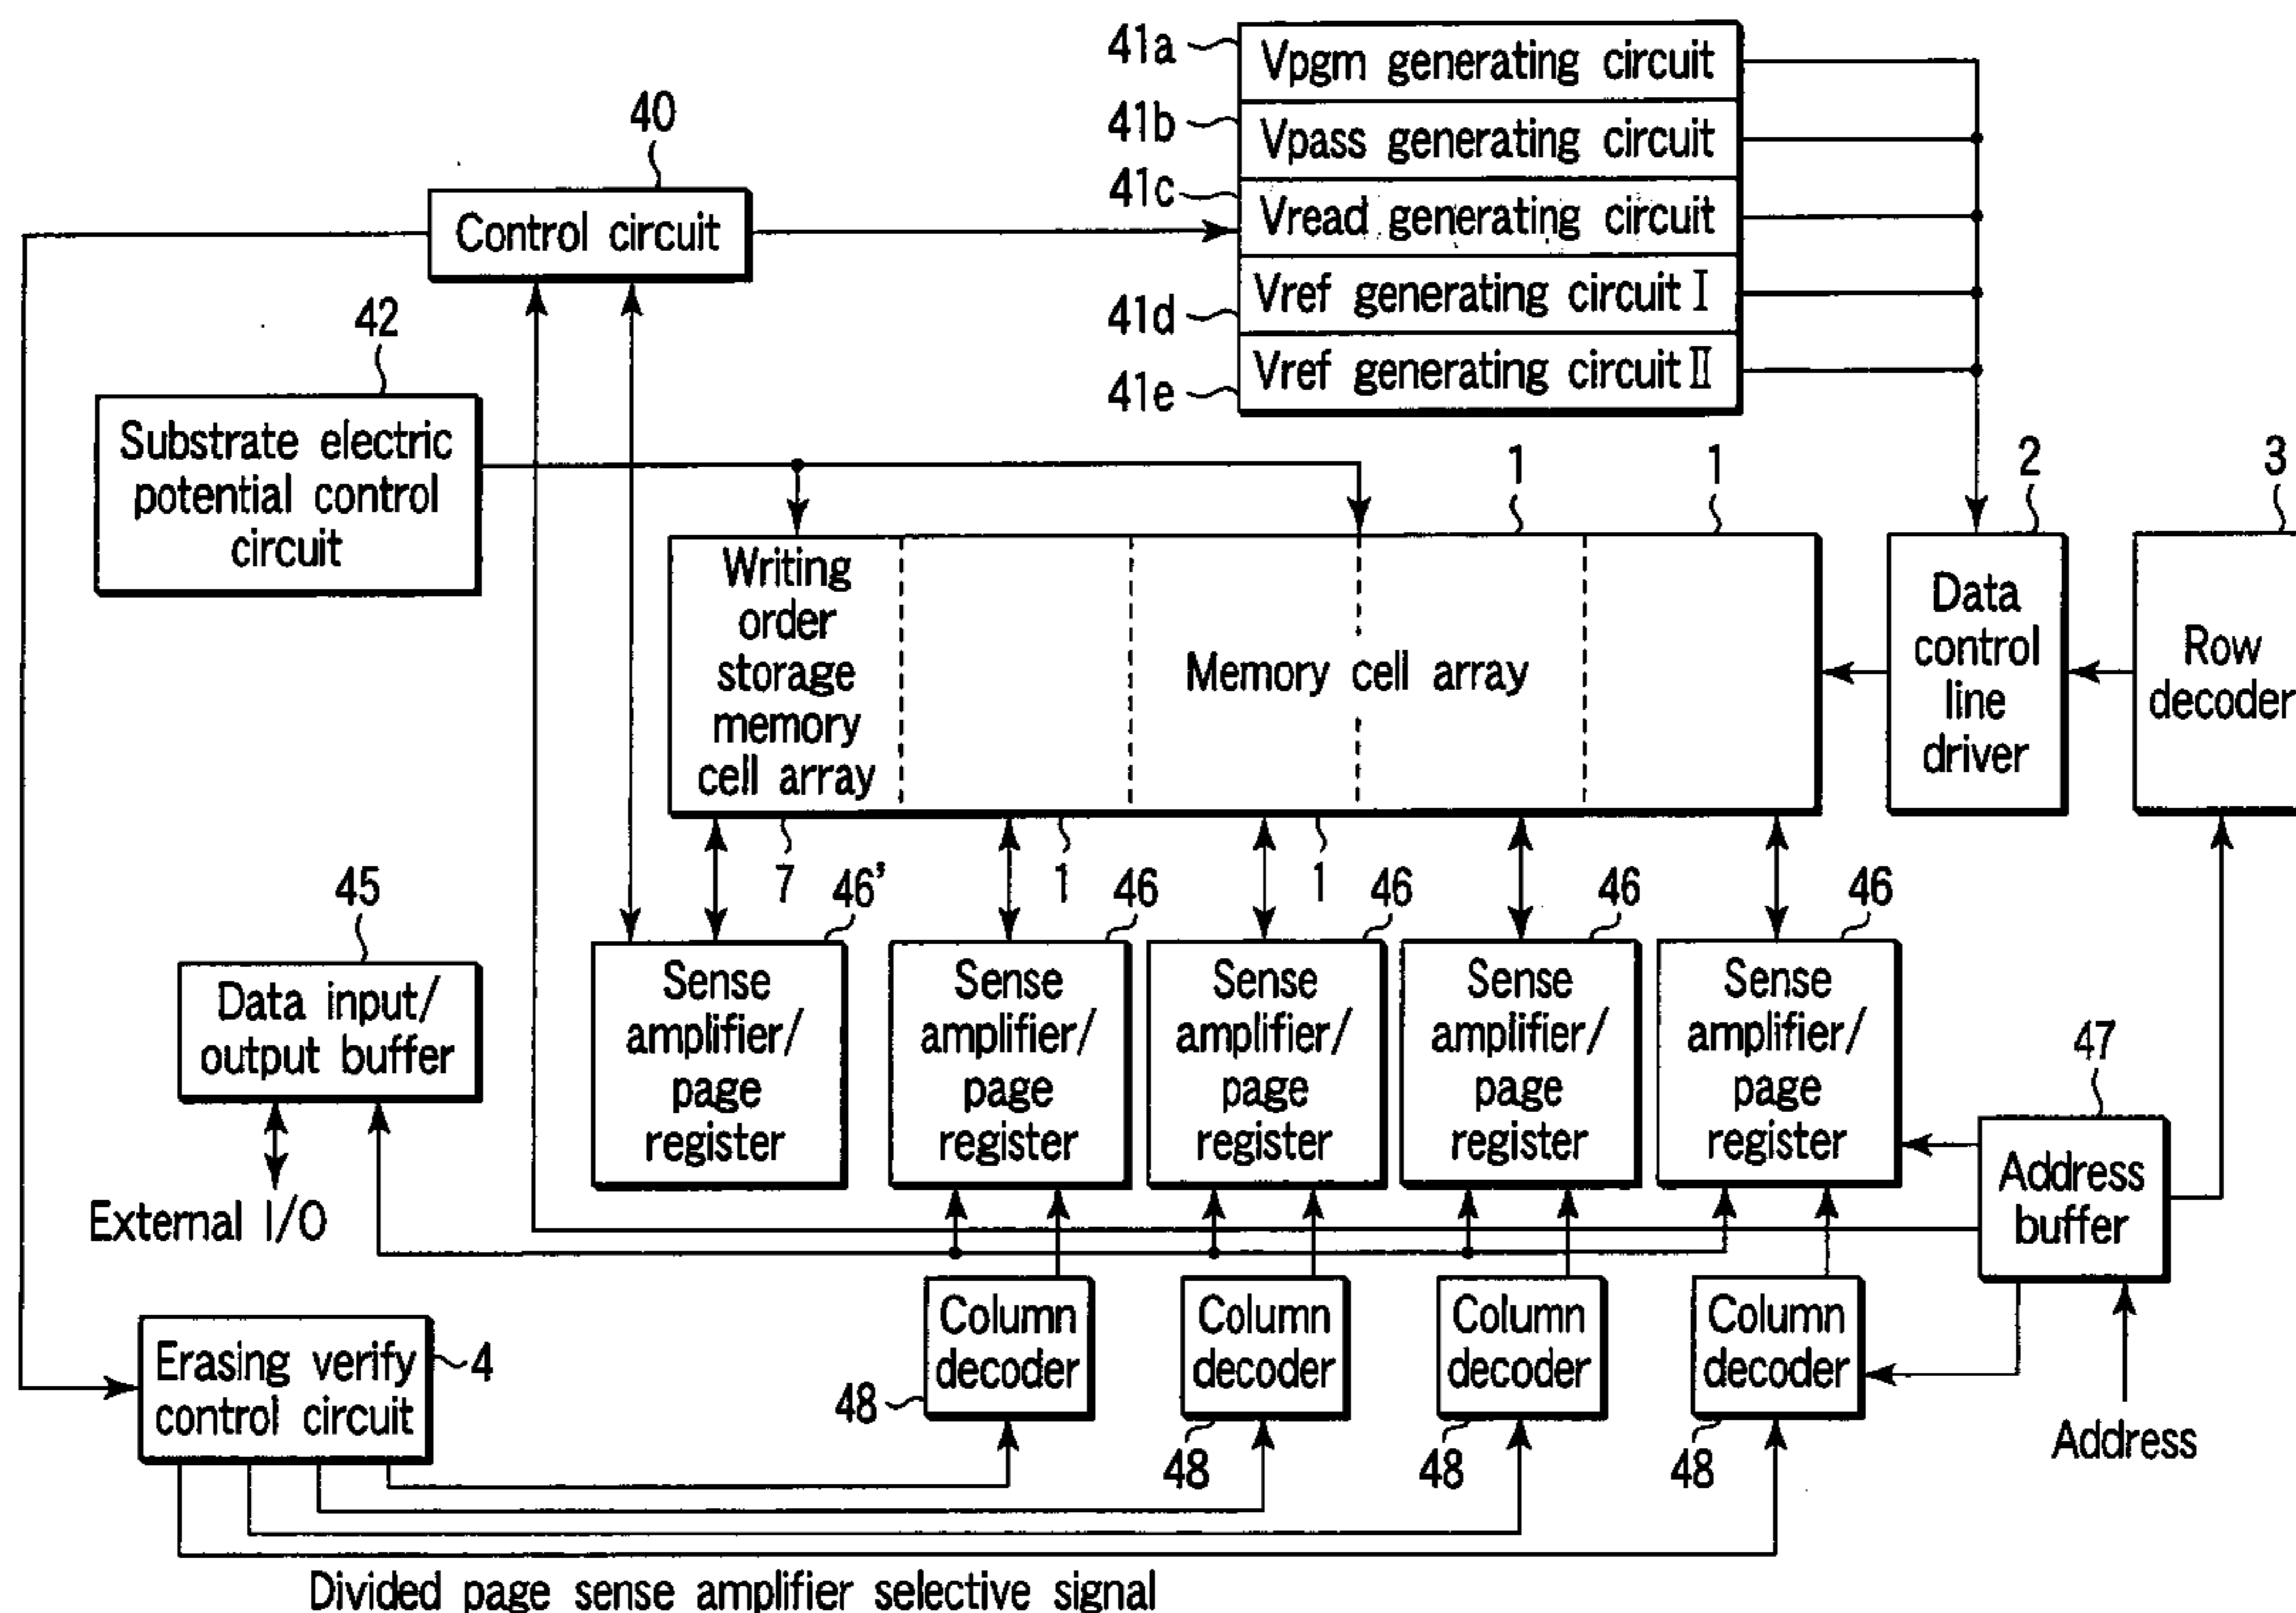 41a
Vpgm generating circuit
41b
Vpass generating circuit
40
41c
Control circuit
Vread generating circuit
42
41d
Vref generating circuit I
41e
Vref generating circuit II
Substrate electric
potential control
circuit
1
1
2
3
Writing
order
storage
memory
cell array
Memory cell array
Data
control
line
driver
Row
decoder
45
7
46'
1
46
1
46
46
46
Data input/
output buffer
Sense
amplifier/
page
register
Sense
amplifier/
page
register
Sense
amplifier/
page
register
Sense
amplifier/
page
register
Sense
amplifier/
page
register
47
External I/O
Address
buffer
Erasing verify
control circuit
4
Column
decoder
Column
decoder
Column
decoder
Column
decoder
48
48
48
48
Address
Divided page sense amplifier selective signal